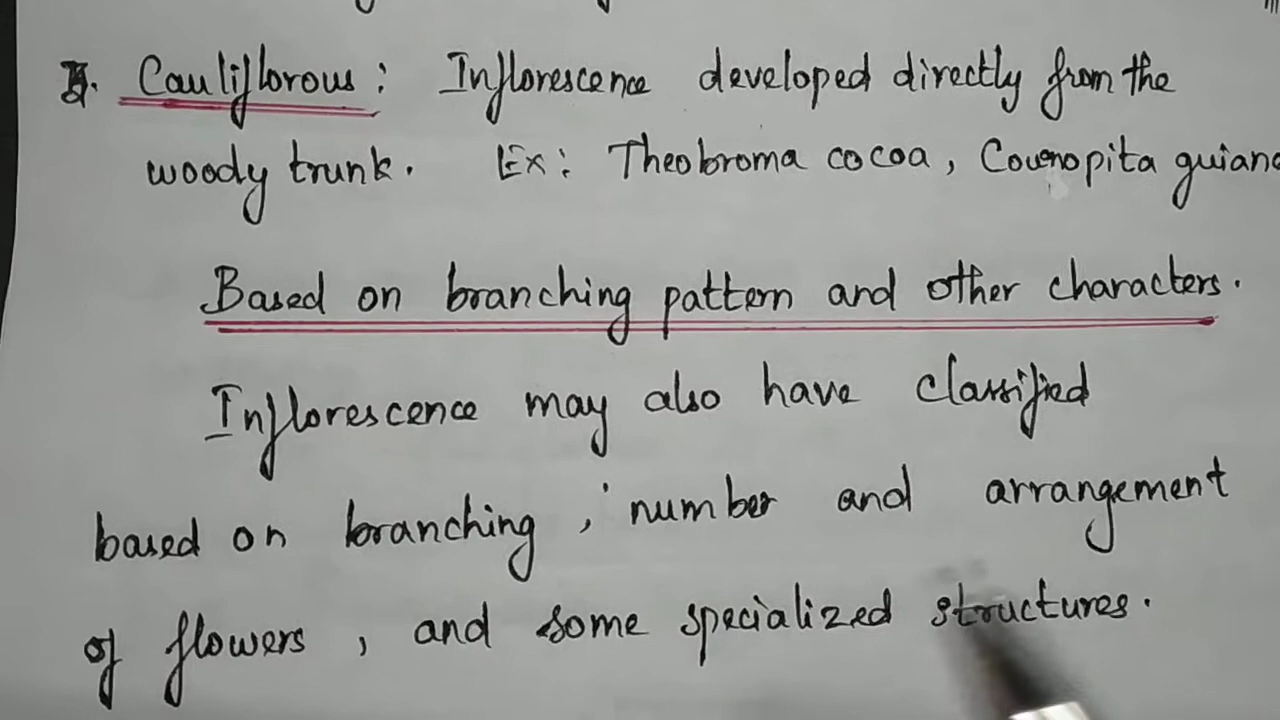 Cauliflorous : Inflorescence developed directly from the
woody trunk. Ex: Theobroma cocoa, Couropita guiana
Based on branching pattern and other characters.
Inflorescence may also have classified
based on branching, number and arrangement
of flowers, and some specialized structures.